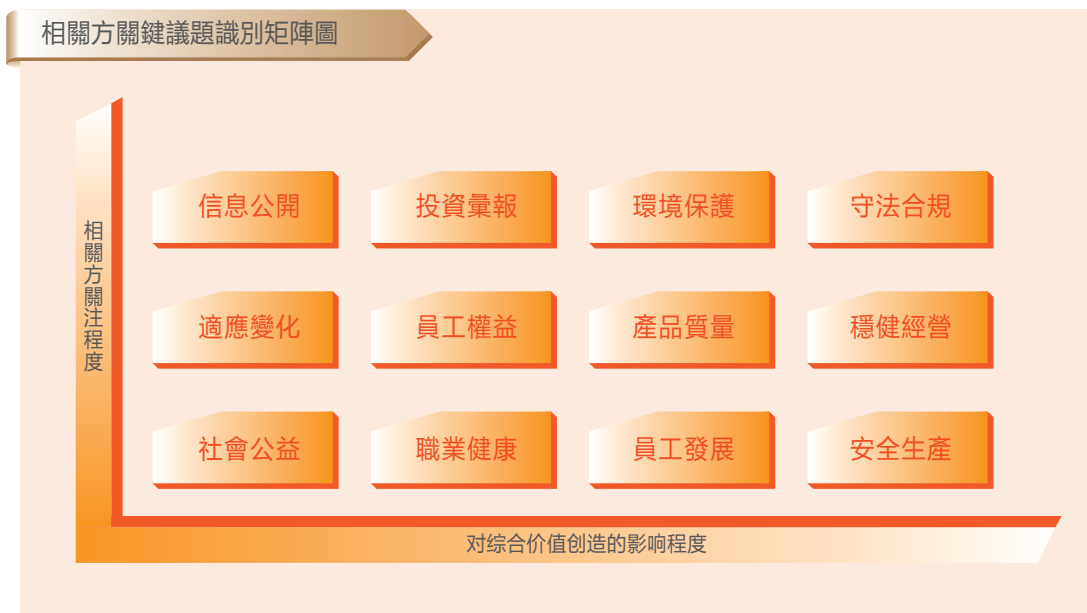 相關方關鍵議題識別矩陣圖
相關方關注程度
信息公開
投資彙報
環境保護
守法合規
適應變化
員工權益
產品質量
穩健經營
社會公益
職業健康
員工發展
安全生產
对综合价值创造的影响程度